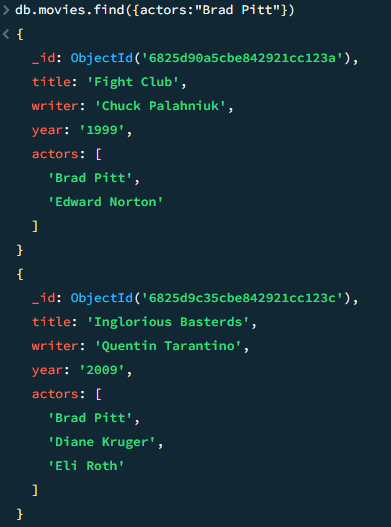 > db.movies.find({actors:"Brad Pitt"})
< {
_id: ObjectId('6825d90a5cbe842921cc123a'),
title: 'Fight Club',
writer: 'Chuck Palahniuk',
year: '1999',
actors: [
'Brad Pitt',
'Edward Norton'
]
}
{
_id: ObjectId('6825d9c35cbe842921cc123c'),
title: 'Inglorious Basterds',
writer: 'Quentin Tarantino',
year: '2009',
actors: [
'Brad Pitt',
'Diane Kruger',
'Eli Roth'
]
}